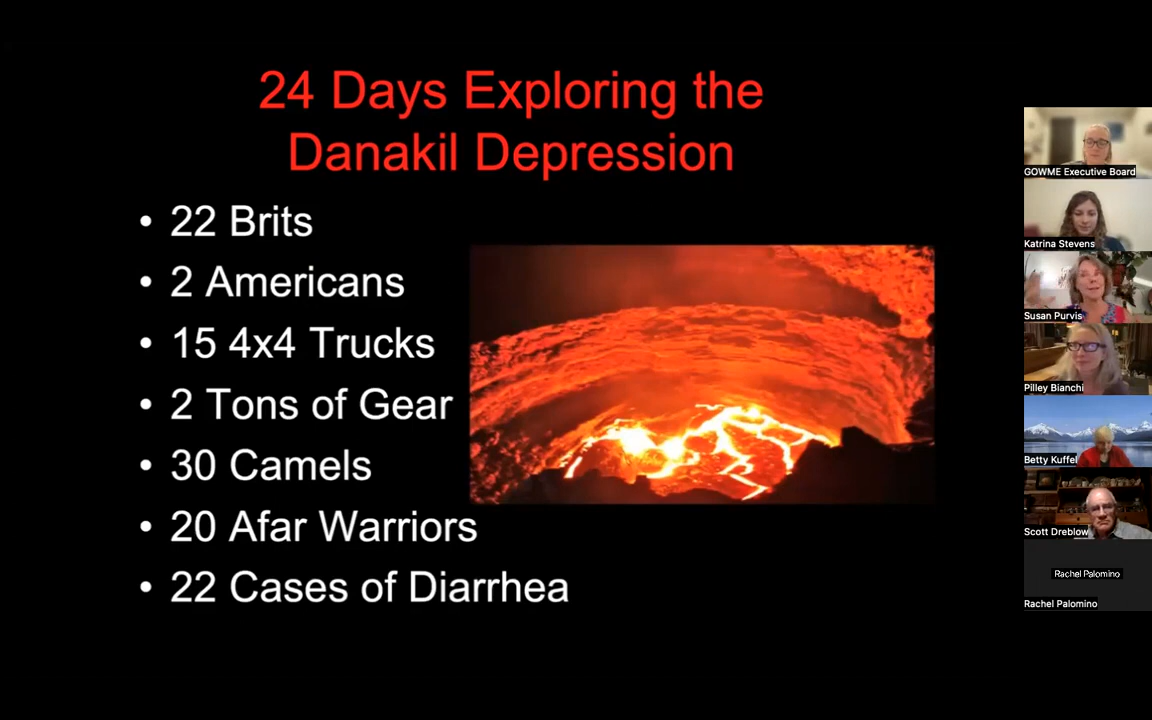 24 Days Exploring the
Danakil Depression
• 22 Brits
• 2 Americans
• 15 4x4 Trucks
• 2 Tons of Gear
• 30 Camels
• 20 Afar Warriors
• 22 Cases of Diarrhea
GOWME Executive Board
Katrina Stevens
Susan Purvis
Pilley Bianchi
Betty Kuffel
Scott Dreblow
Rachel Palomino
Rachel Palomino